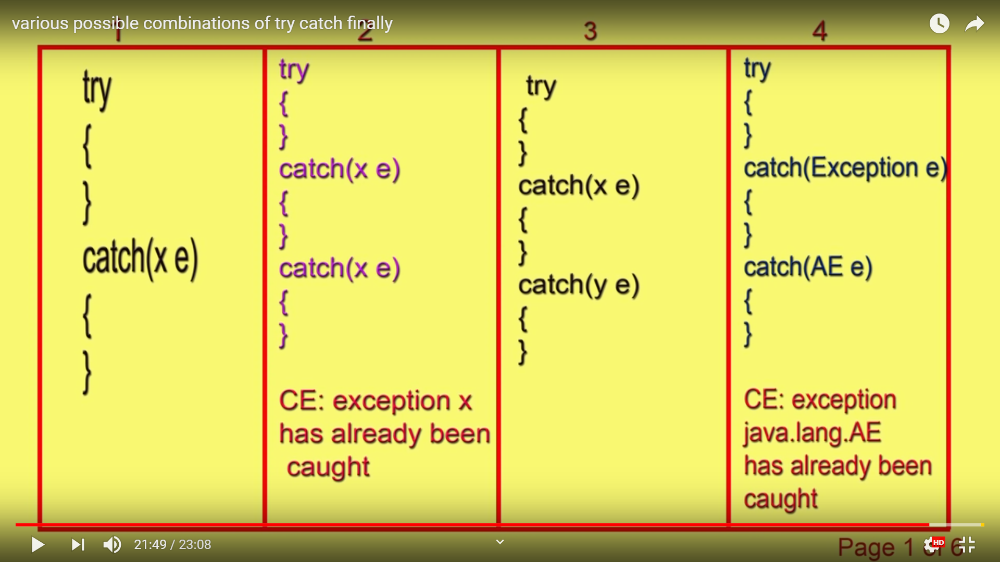 various possible combinations of try catch finally
1
2
3
4
try
{
}
catch(x e)
{
}
try
{
}
catch(x e)
{
}
catch(x e)
{
}
CE: exception x
has already been
caught
try
{
}
catch(x e)
{
}
catch(y e)
{
}
try
{
}
catch(Exception e)
{
}
catch(AE e)
{
}
CE: exception
java.lang.AE
has already been
caught
21:49 / 23:08
HD
Page 1 of 6